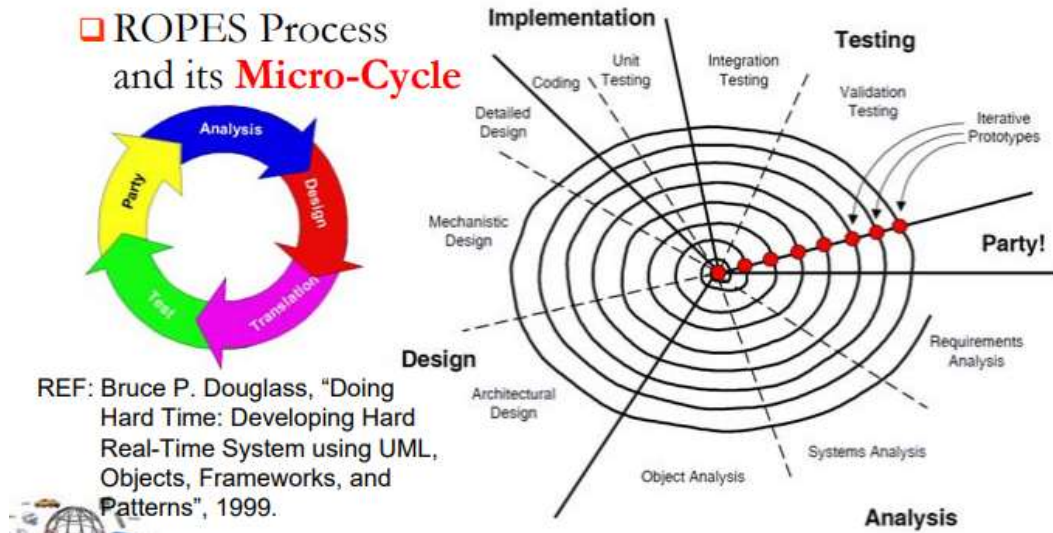 ROPES Process
and its Micro-Cycle
Analysis
Design
Translation
Test
Party
REF: Bruce P. Douglass, “Doing
Hard Time: Developing Hard
Real-Time System using UML,
Objects, Frameworks, and
Patterns”, 1999.
Implementation
Testing
Coding
Unit
Testing
Integration
Testing
Validation
Testing
Iterative
Prototypes
Detailed
Design
Mechanistic
Design
Party!
Design
Architectural
Design
Requirements
Analysis
Systems Analysis
Object Analysis
Analysis